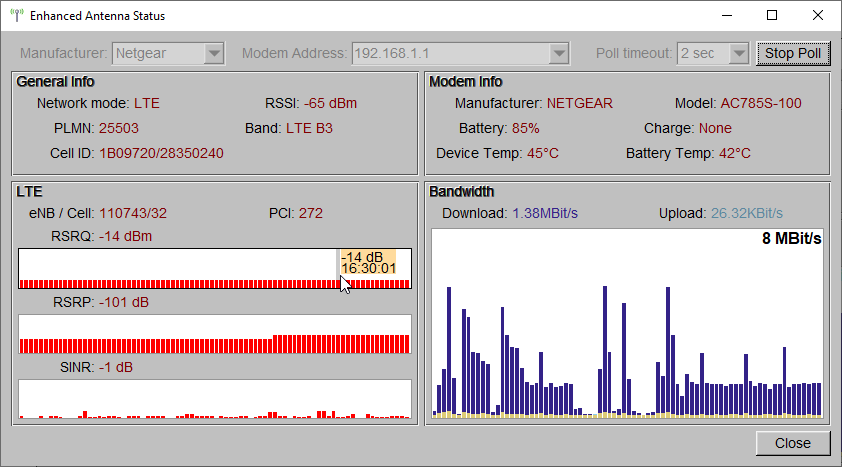 Enhanced Antenna Status
Manufacturer: Netgear Modem Address: 192.168.1.1 Poll timeout: 2 sec Stop Poll
General Info
Network mode: LTE RSSI: -65 dBm
PLMN: 25503 Band: LTE B3
Cell ID: 1B09720/28350240
Modem Info
Manufacturer: NETGEAR Model: AC785S-100
Battery: 85% Charge: None
Device Temp: 45°C Battery Temp: 42°C
LTE
eNB / Cell: 110743/32 PCI: 272
RSRQ: -14 dBm
-14 dB
16:30:01
RSRP: -101 dB
SINR: -1 dB
Bandwidth
Download: 1.38MBit/s Upload: 26.32KBit/s
8 MBit/s
Close